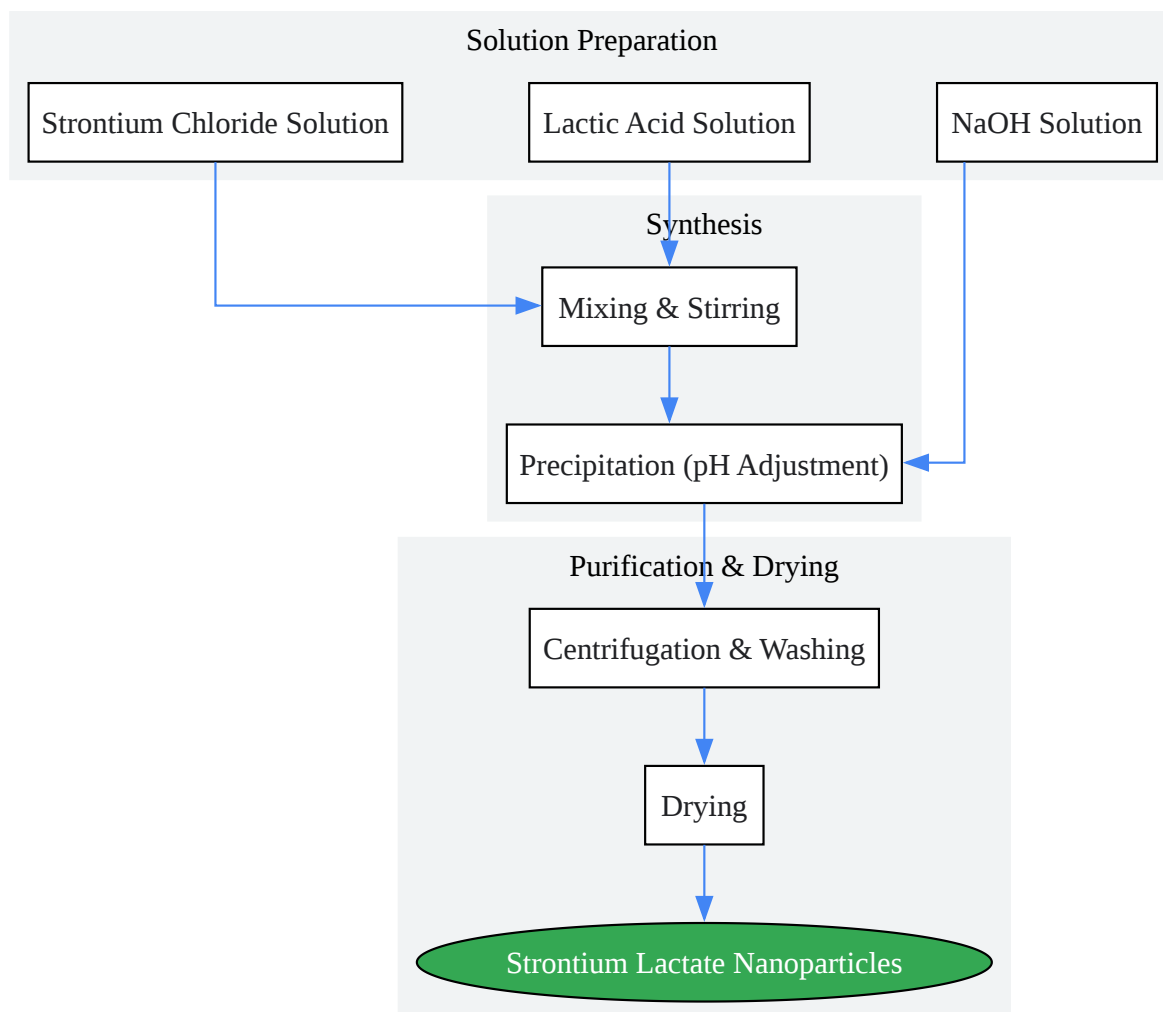 Solution Preparation
Strontium Chloride Solution
Lactic Acid Solution
NaOH Solution
Synthesis
Mixing & Stirring
Precipitation (pH Adjustment)
Purification & Drying
Centrifugation & Washing
Drying
Strontium Lactate Nanoparticles